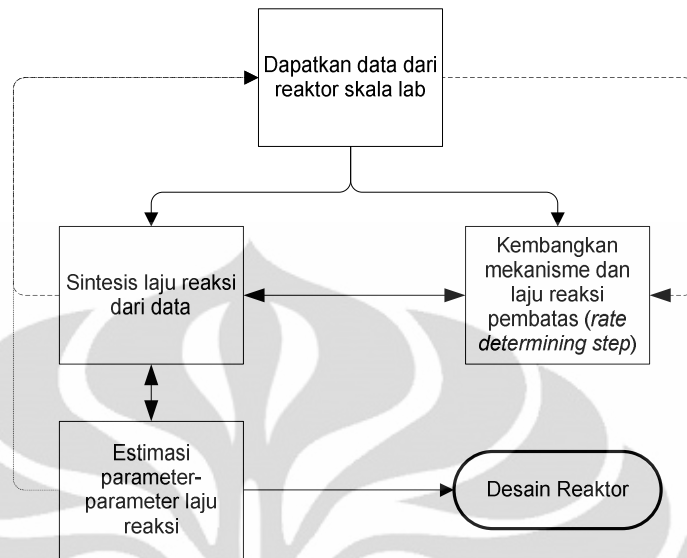 Dapatkan data dari
reaktor skala lab
Sintesis laju reaksi
dari data
Kembangkan
mekanisme dan
laju reaksi
pembatas (rate
determining step)
Estimasi
parameter-
parameter laju
reaksi
Desain Reaktor